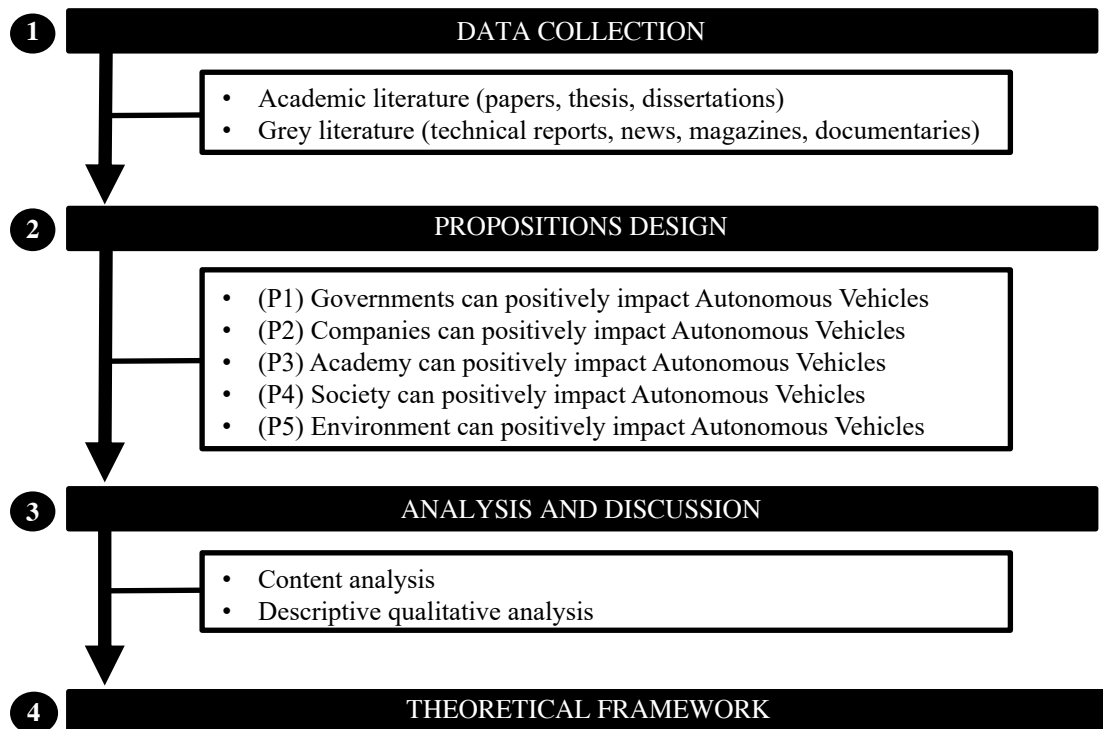 1 DATA COLLECTION
• Academic literature (papers, thesis, dissertations)
• Grey literature (technical reports, news, magazines, documentaries)
2 PROPOSITIONS DESIGN
• (P1) Governments can positively impact Autonomous Vehicles
• (P2) Companies can positively impact Autonomous Vehicles
• (P3) Academy can positively impact Autonomous Vehicles
• (P4) Society can positively impact Autonomous Vehicles
• (P5) Environment can positively impact Autonomous Vehicles
3 ANALYSIS AND DISCUSSION
• Content analysis
• Descriptive qualitative analysis
4 THEORETICAL FRAMEWORK